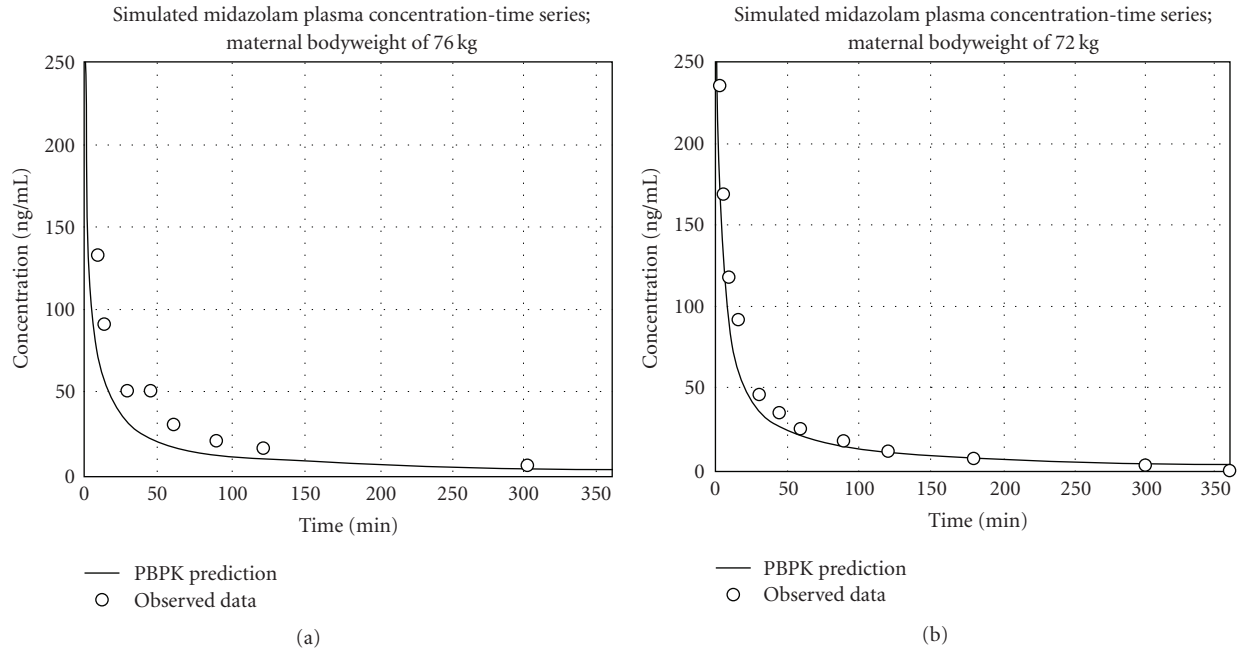 Simulated midazolam plasma concentration-time series;
maternal bodyweight of 76 kg
250
200
150
100
50
0
Concentration (ng/mL)
0
50
100
150
200
250
300
350
Time (min)
PBPK prediction
Observed data
(a)
Simulated midazolam plasma concentration-time series;
maternal bodyweight of 72 kg
250
200
150
100
50
0
Concentration (ng/mL)
0
50
100
150
200
250
300
350
Time (min)
PBPK prediction
Observed data
(b)